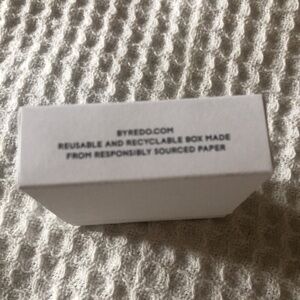 BYREDO.COM
REUSABLE AND RECYCLABLE BOX MADE
FROM RESPONSIBLY SOURCED PAPER